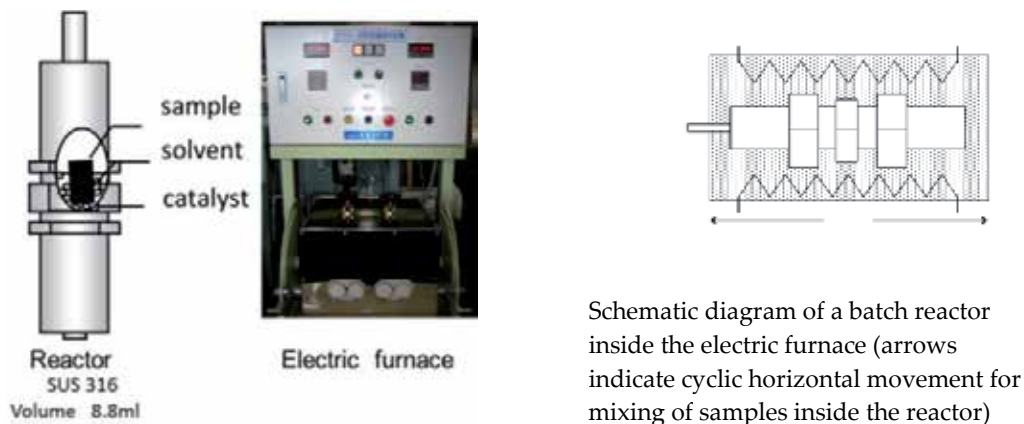 sample
solvent
catalyst
Reactor
SUS 316
Volume 8.8ml
Electric furnace
Schematic diagram of a batch reactor
inside the electric furnace (arrows
indicate cyclic horizontal movement for
mixing of samples inside the reactor)